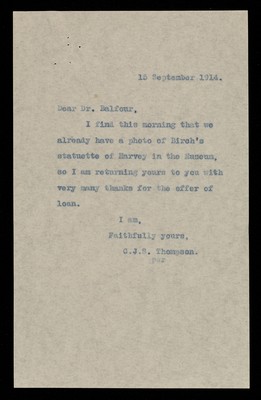 15 September 1914.
Dear Dr. Balfour,
I find this morning that we
already have a photo of Birch's
statuette of Harvey in the Museum,
so I am returning yours to you with
very many thanks for the offer of
loan.
I am,
Faithfully yours,
C.J.S. Thompson.